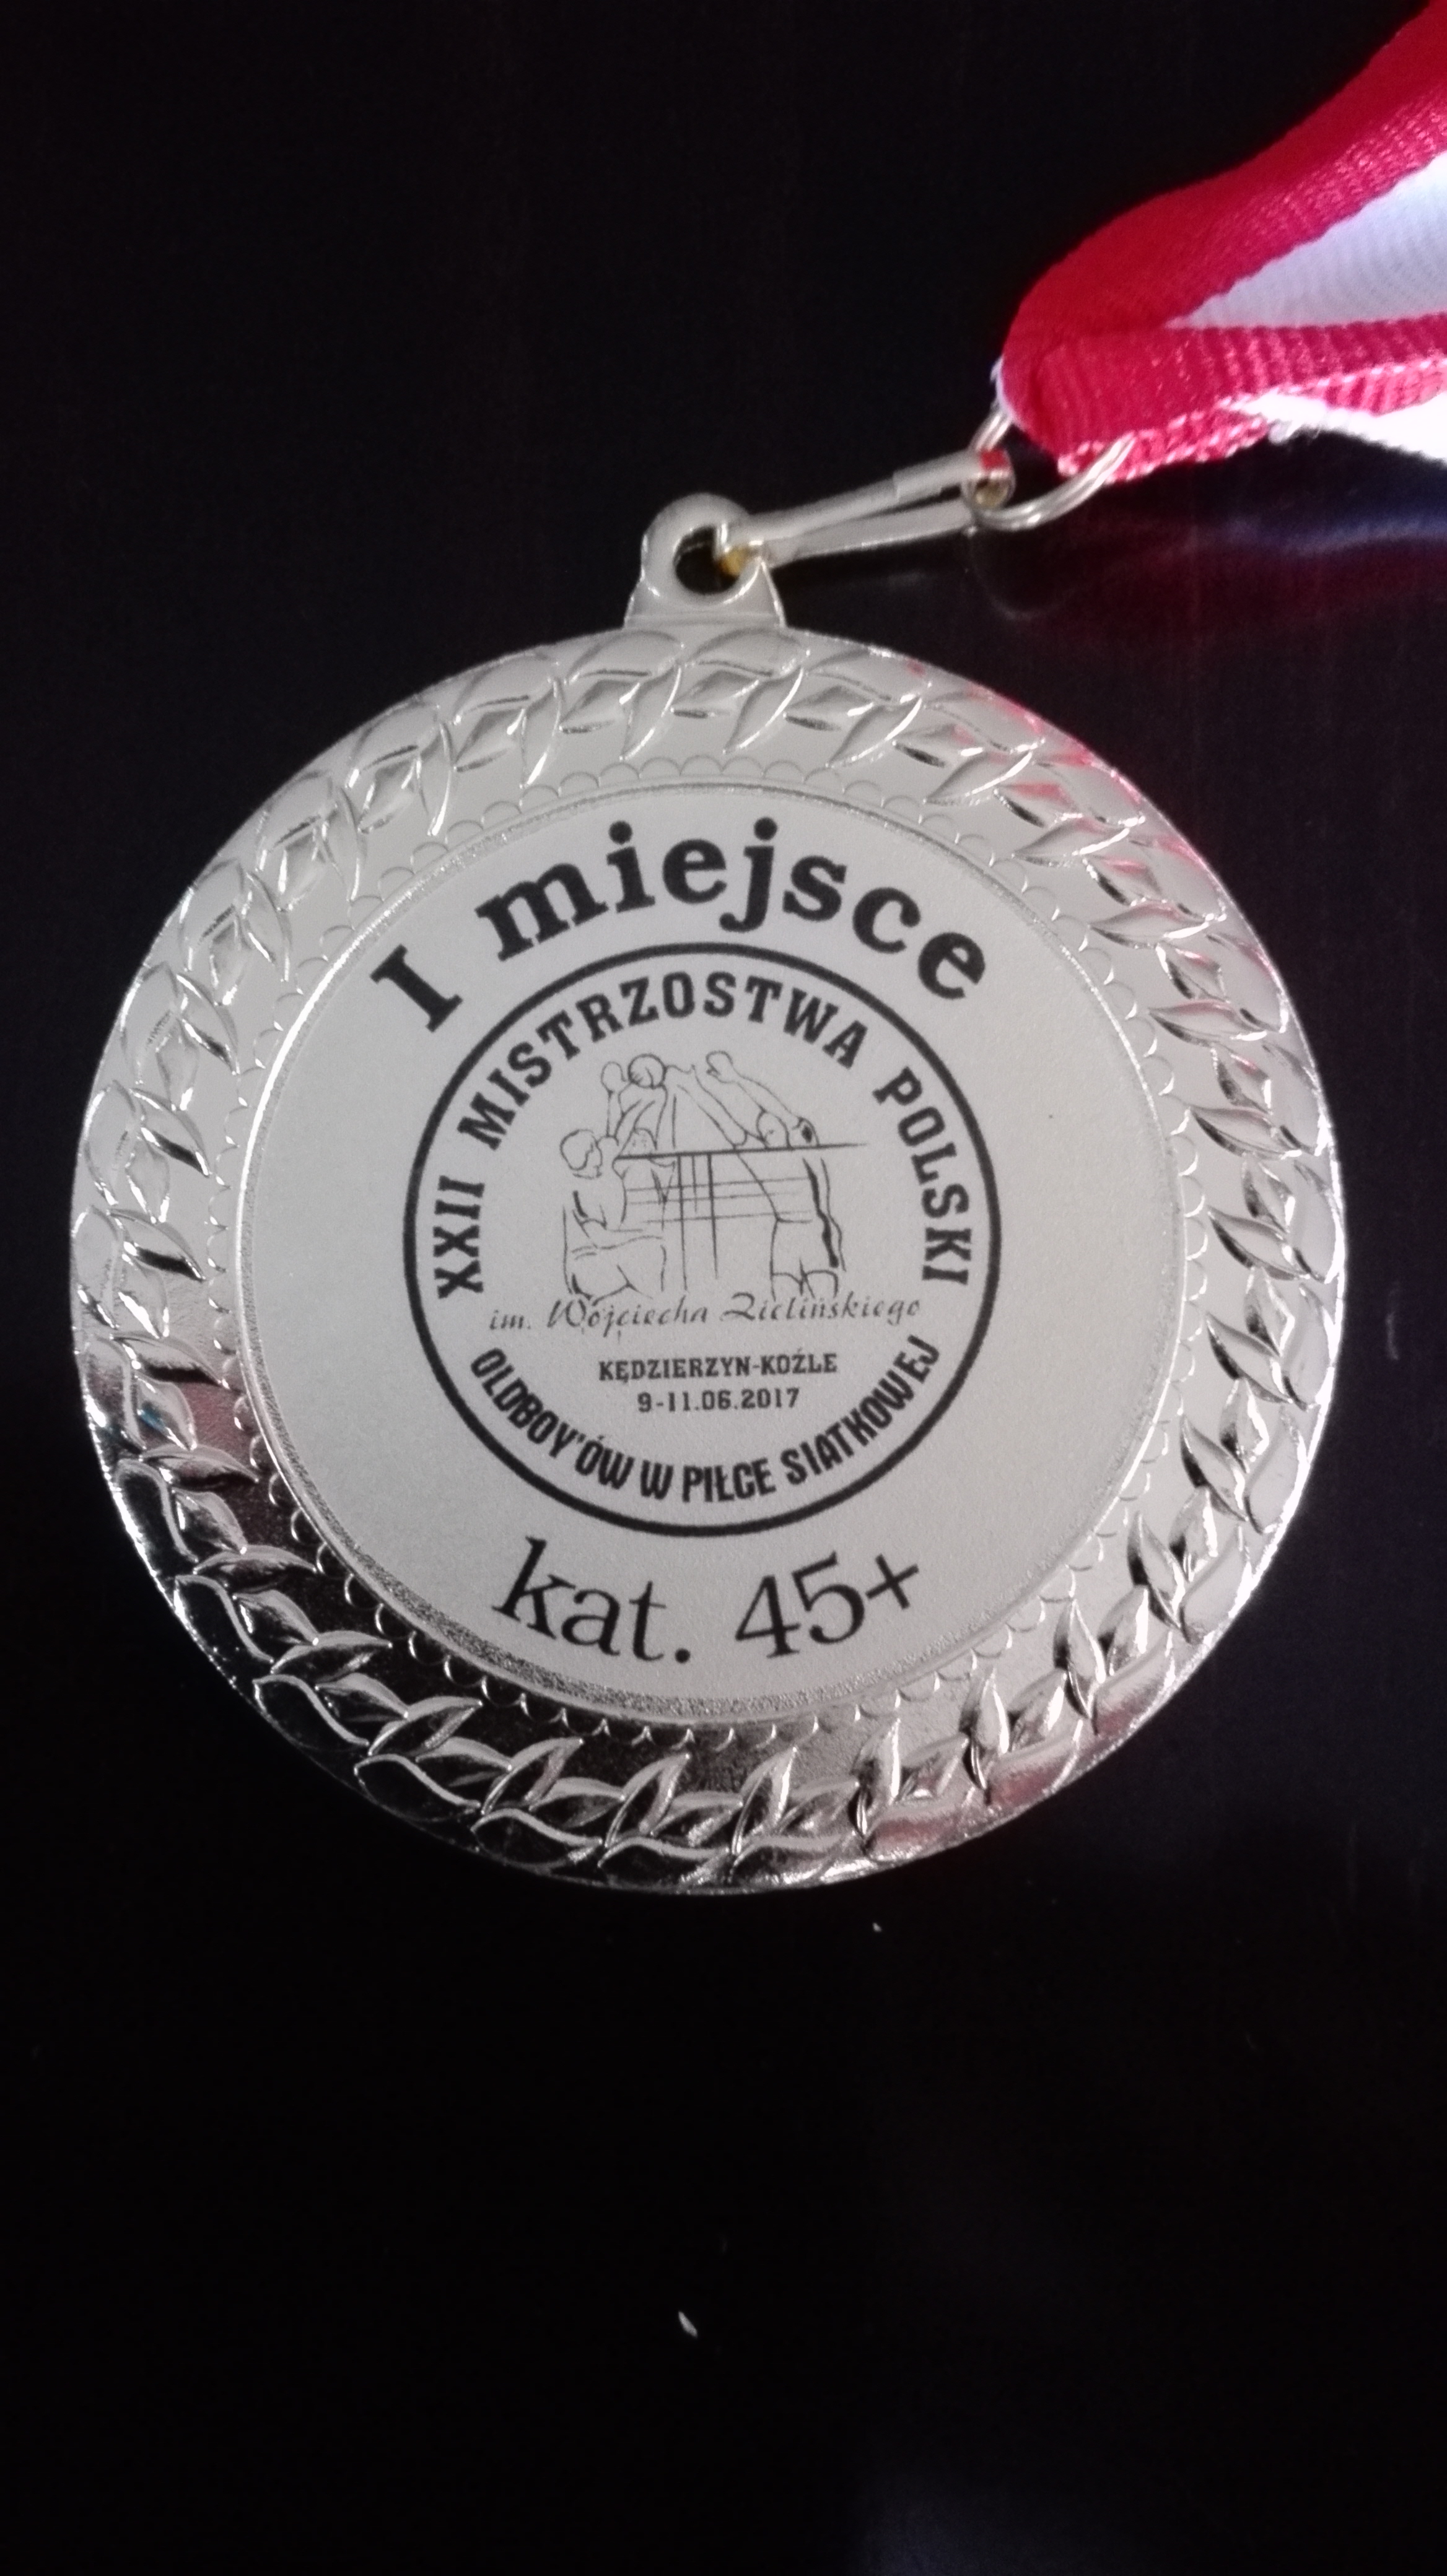 I miejsce
XXII MISTRZOSTWA POLSKI
im. Wojciecha Zielińskiego
KĘDZIERZYN-KOŹLE
9-11.06.2017
OLDBOY'ÓW W PIŁCE SIATKOWEJ
kat. 45+